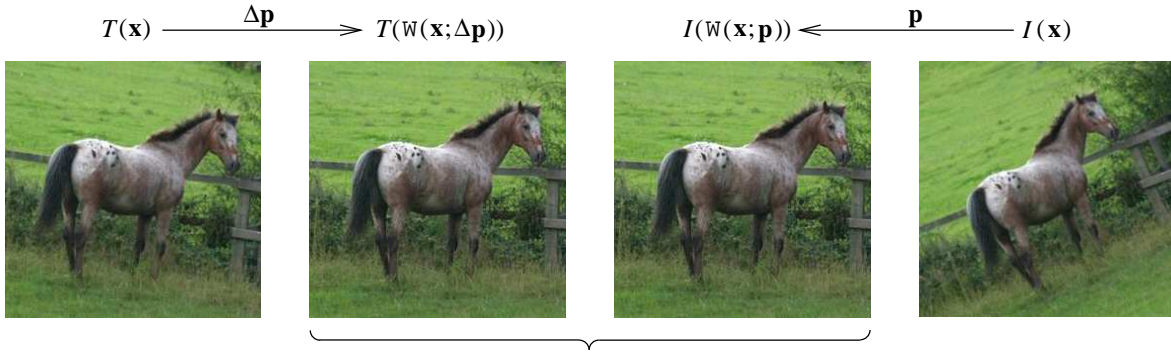 Δp p
T(x) T(W(x;Δp)) I(W(x;p)) I(x)